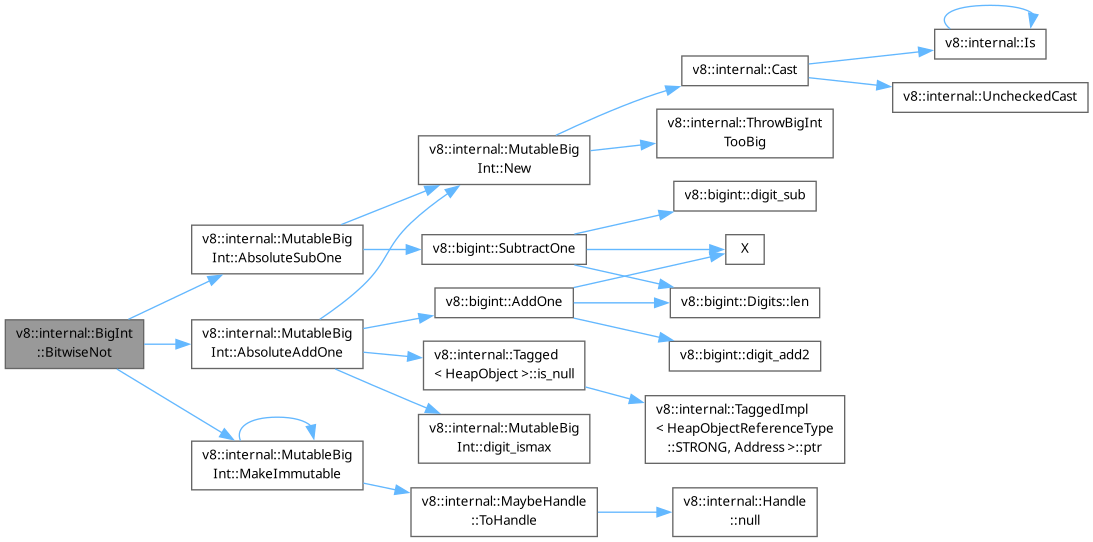 v8::internal::BigInt
::BitwiseNot
v8::internal::MutableBig
Int::AbsoluteSubOne
v8::internal::MutableBig
Int::AbsoluteAddOne
v8::internal::MutableBig
Int::MakeImmutable
v8::internal::MutableBig
Int::New
v8::bigint::SubtractOne
v8::bigint::AddOne
v8::internal::Tagged
< HeapObject >::is_null
v8::internal::MutableBig
Int::digit_ismax
v8::internal::MaybeHandle
::ToHandle
v8::internal::Cast
v8::internal::ThrowBigInt
TooBig
v8::bigint::digit_sub
X
v8::bigint::Digits::len
v8::bigint::digit_add2
v8::internal::TaggedImpl
< HeapObjectReferenceType
::STRONG, Address >::ptr
v8::internal::Handle
::null
v8::internal::Is
v8::internal::UncheckedCast